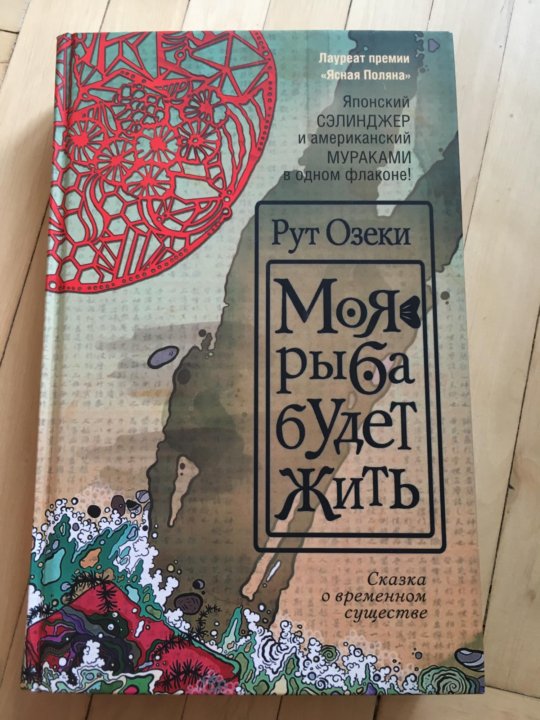 Лауреат премии
«Ясная Поляна»
Японский
СЭЛИНДЖЕР
и американский
МУРАКАМИ
в одном флаконе!
Рут Озеки
Моя
рыба
будет
жить
Сказка
о временном
существе